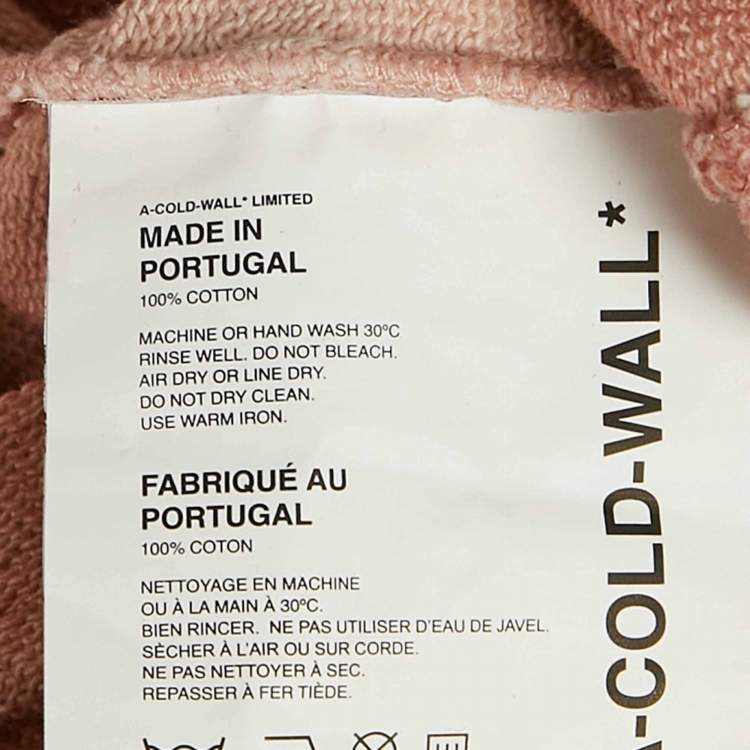 A-COLD-WALL* LIMITED
MADE IN
PORTUGAL
100% COTTON
MACHINE OR HAND WASH 30ºC
RINSE WELL. DO NOT BLEACH.
AIR DRY OR LINE DRY.
DO NOT DRY CLEAN.
USE WARM IRON.
FABRIQUÉ AU
PORTUGAL
100% COTON
NETTOYAGE EN MACHINE
OU À LA MAIN À 30ºC.
BIEN RINCER. NE PAS UTILISER D'EAU DE JAVEL.
SÈCHER À L'AIR OU SUR CORDE.
NE PAS NETTOYER À SEC.
REPASSER À FER TIÈDE.
A-COLD-WALL*